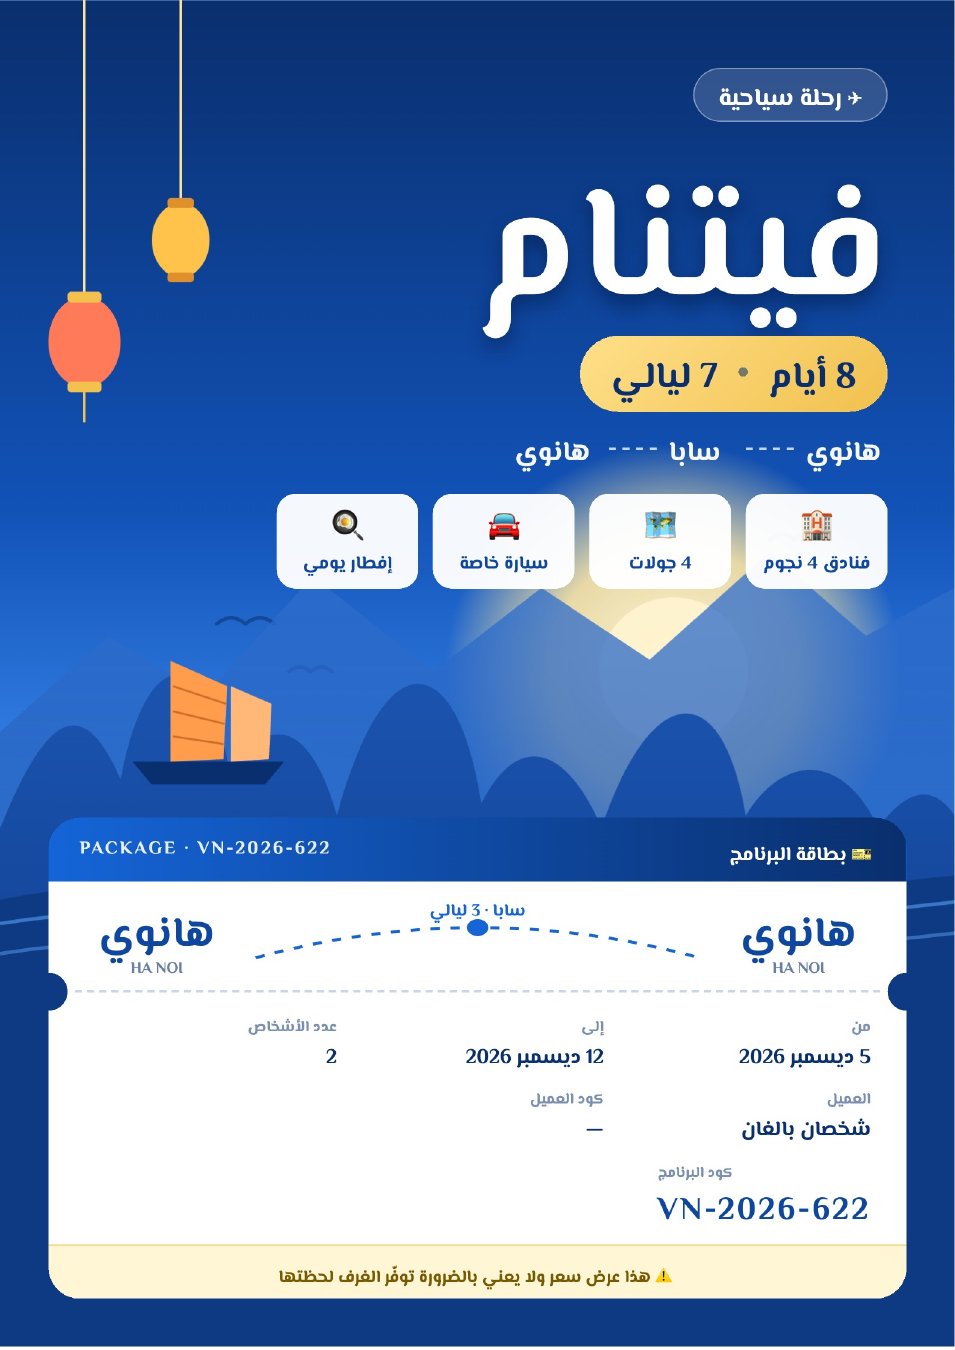 ✈ رحلة سياحية
فيتنام
8 أيام • 7 ليالي
هانوي ---- سابا ---- هانوي
فنادق 4 نجوم
4 جولات
سيارة خاصة
إفطار يومي
بطاقة البرنامج
PACKAGE · VN-2026-622
سابا · 3 ليالي
هانوي
هانوي
HA NOI
HA NOI
من
إلى
عدد الأشخاص
5 ديسمبر 2026
12 ديسمبر 2026
2
العميل
كود العميل
شخصان بالغان
—
كود البرنامج
VN-2026-622
⚠️ هذا عرض سعر ولا يعني بالضرورة توفّر الغرف لحظتها